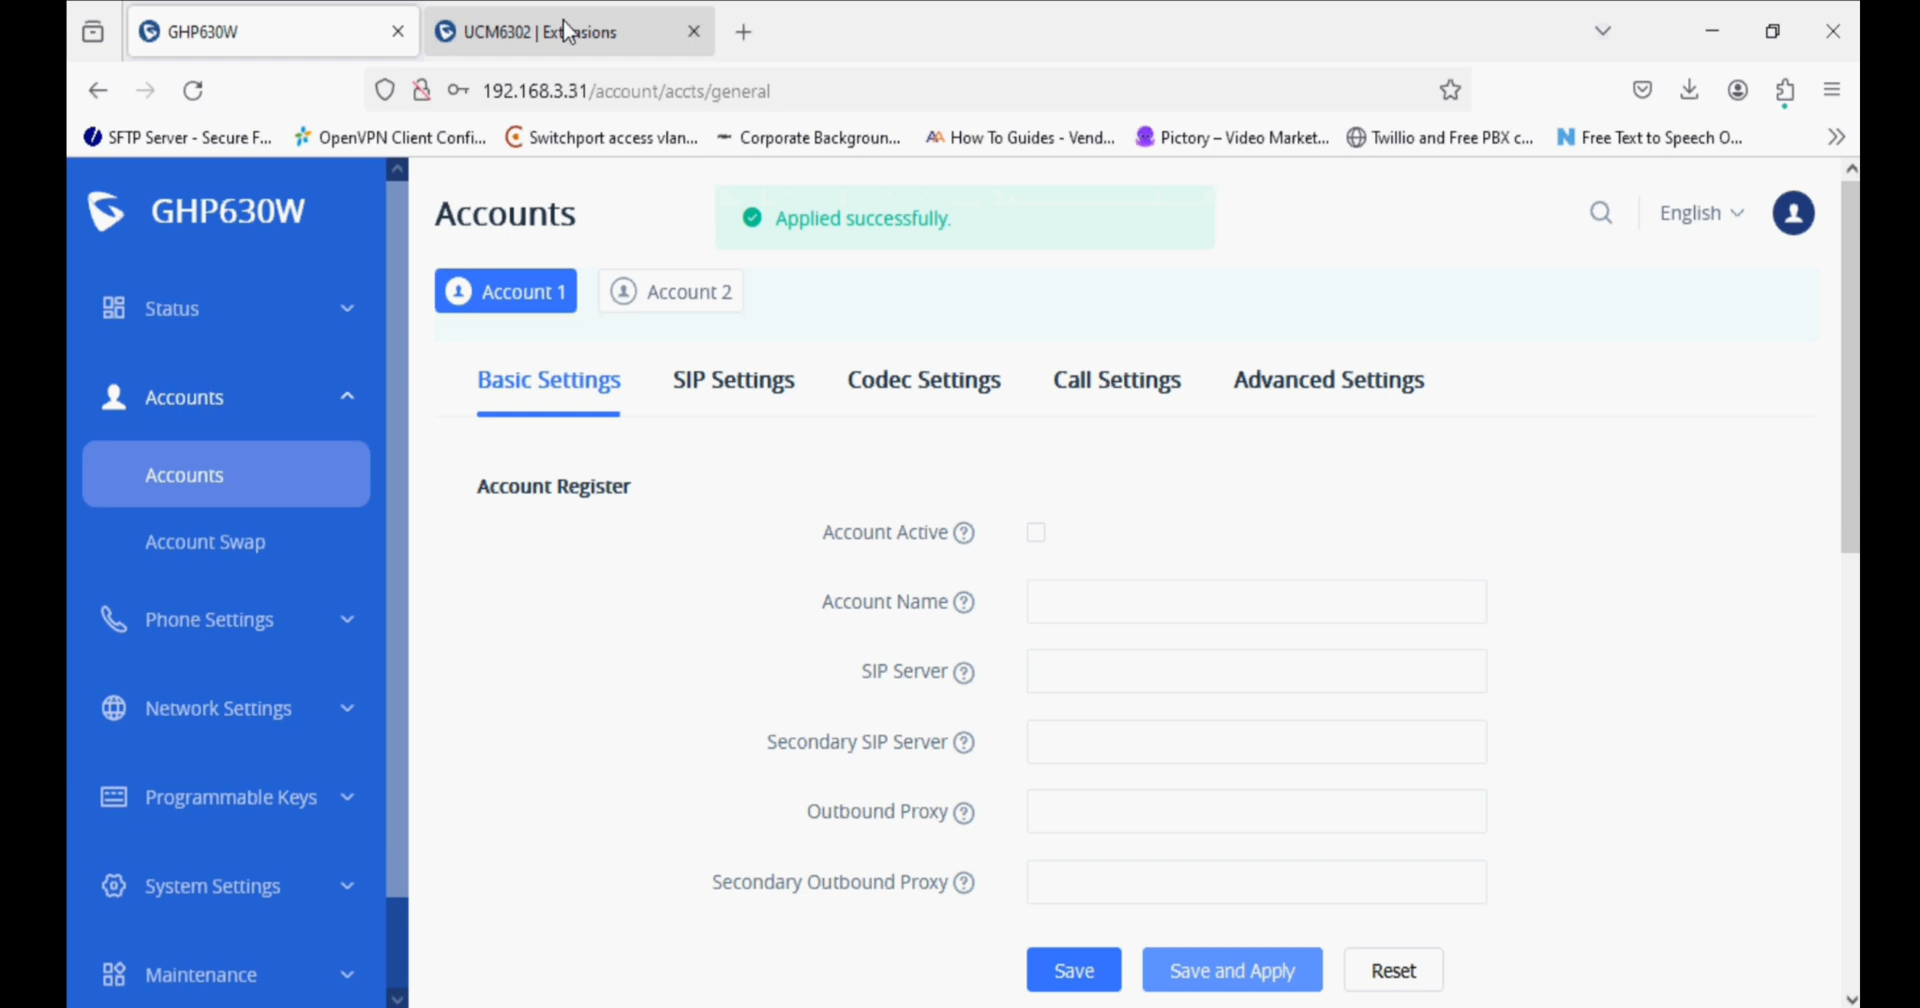 GHP630W
UCM6302 | Extensions
192.168.3.31/account/accts/general
SFTP Server - Secure F...
OpenVPN Client Confi...
Switchport access vlan...
Corporate Backgroun...
How To Guides - Vend...
Pictory – Video Market...
Twillio and Free PBX c...
Free Text to Speech O...
GHP630W
Status
Accounts
Accounts
Account Swap
Phone Settings
Network Settings
Programmable Keys
System Settings
Maintenance
Accounts
Applied successfully.
English
Account 1
Account 2
Basic Settings
SIP Settings
Codec Settings
Call Settings
Advanced Settings
Account Register
Account Active ?
Account Name ?
SIP Server ?
Secondary SIP Server ?
Outbound Proxy ?
Secondary Outbound Proxy ?
Save
Save and Apply
Reset